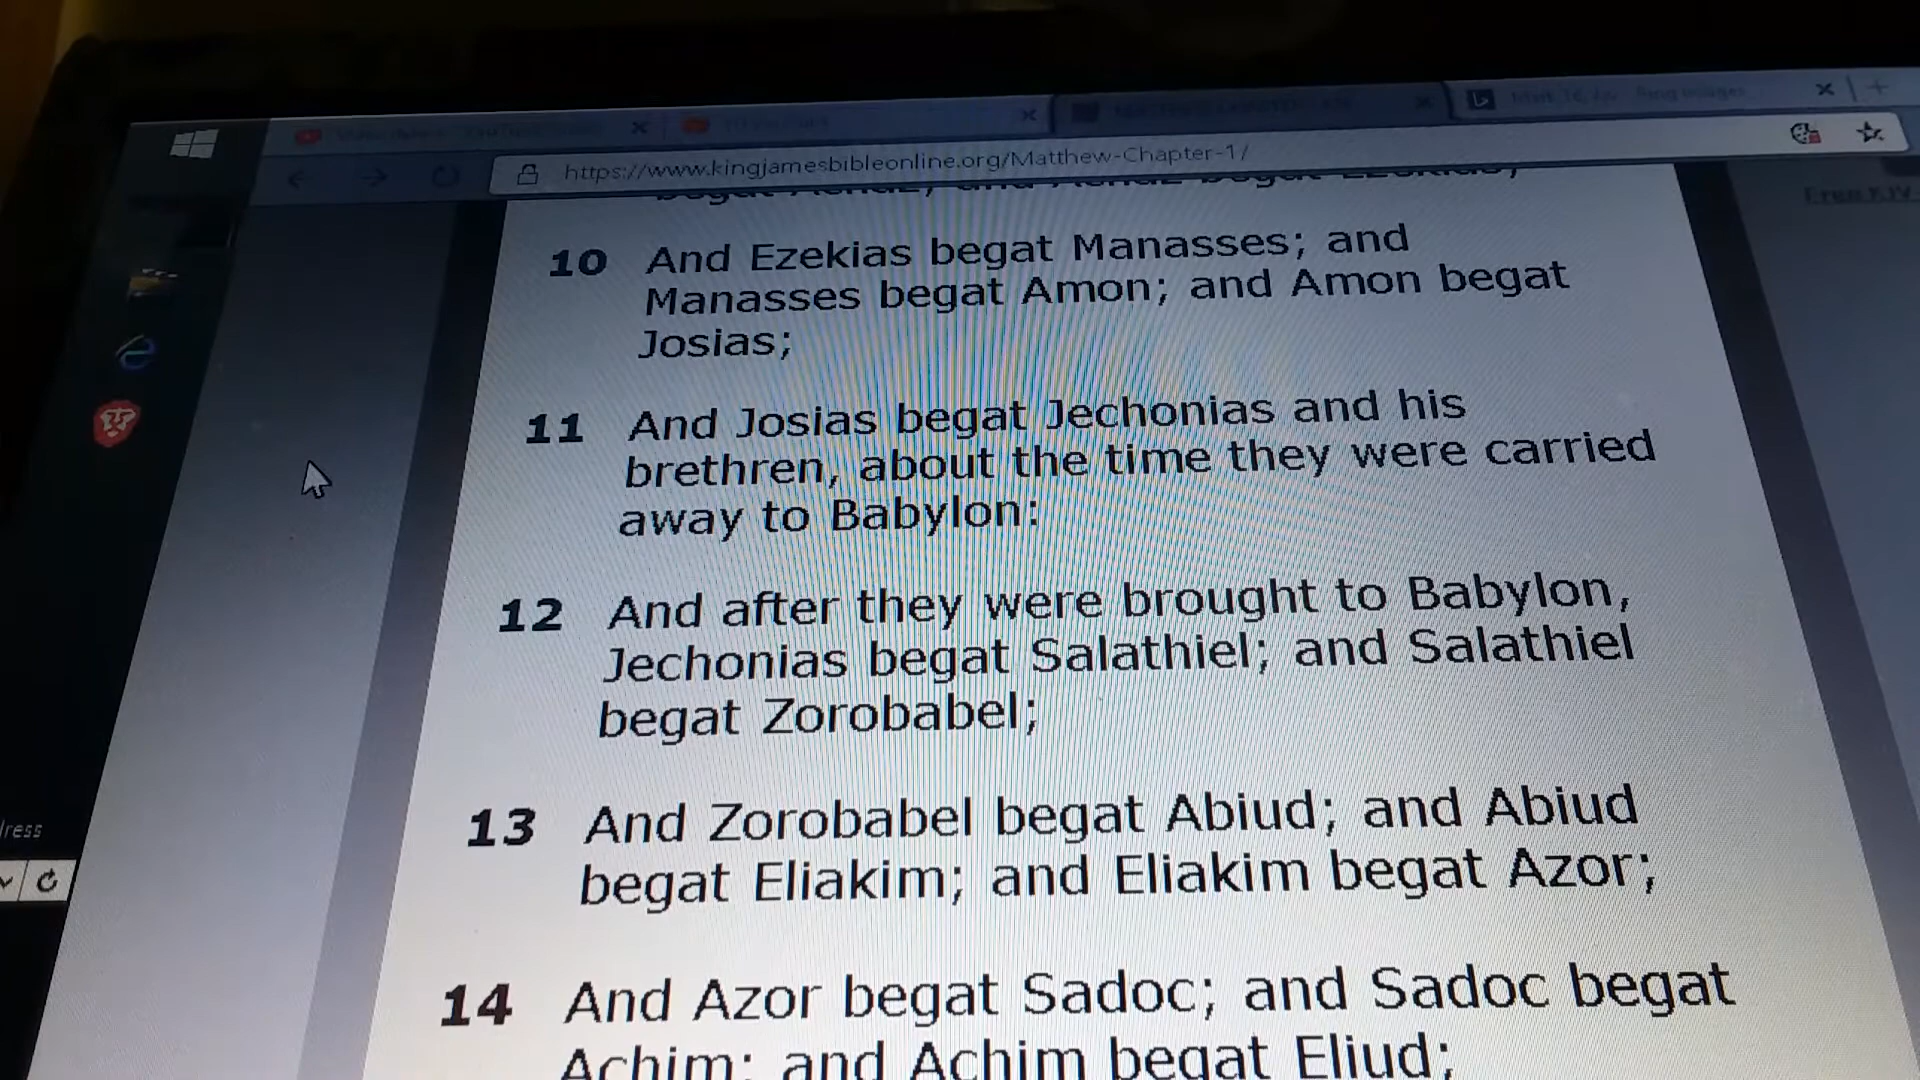 https://www.kingjamesbibleonline.org/Matthew-Chapter-1/
10 And Ezekias begat Manasses; and
Manasses begat Amon; and Amon begat
Josias;
11 And Josias begat Jechonias and his
brethren, about the time they were carried
away to Babylon:
12 And after they were brought to Babylon,
Jechonias begat Salathiel; and Salathiel
begat Zorobabel;
13 And Zorobabel begat Abiud; and Abiud
begat Eliakim; and Eliakim begat Azor;
14 And Azor begat Sadoc; and Sadoc begat
Achim; and Achim begat Eliud;